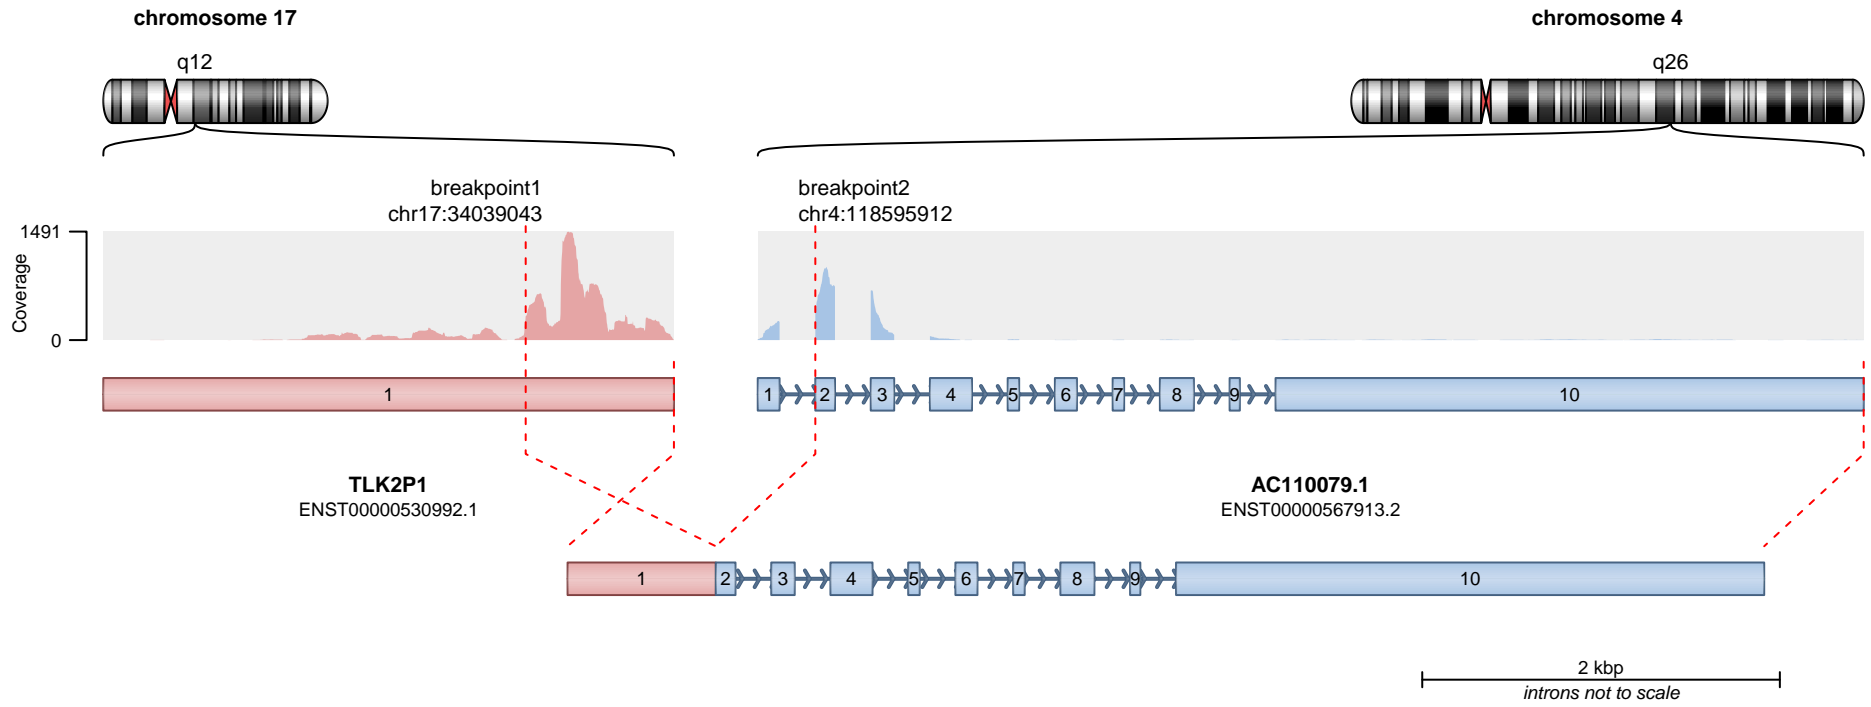 chromosome 17
chromosome 4
q12
q26
breakpoint1
chr17:34039043
breakpoint2
chr4:118595912
1491
0
Coverage
1
1 2 3 4 5 6 7 8 9 10
TLK2P1
ENST00000530992.1
AC110079.1
ENST00000567913.2
1 2 3 4 5 6 7 8 9 10
2 kbp
introns not to scale